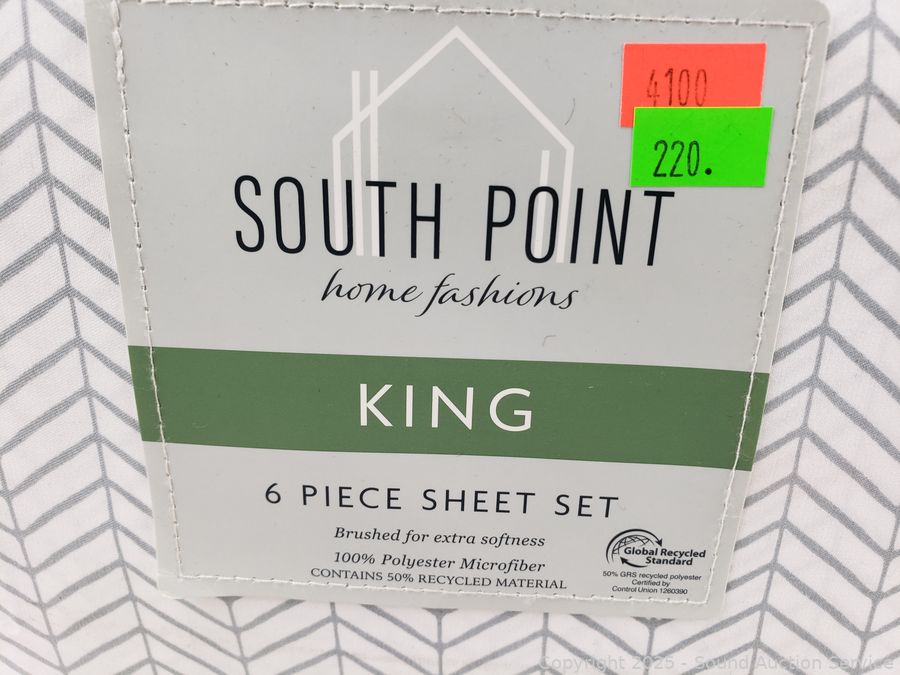 4100
220.
SOUTH POINT
home fashions
KING
6 PIECE SHEET SET
Brushed for extra softness
100% Polyester Microfiber
CONTAINS 50% RECYCLED MATERIAL
Global Recycled
Standard
50% GRS recycled polyester
Certified by
Control Union 1260390
Copyright 2025 - Sound Auction Service